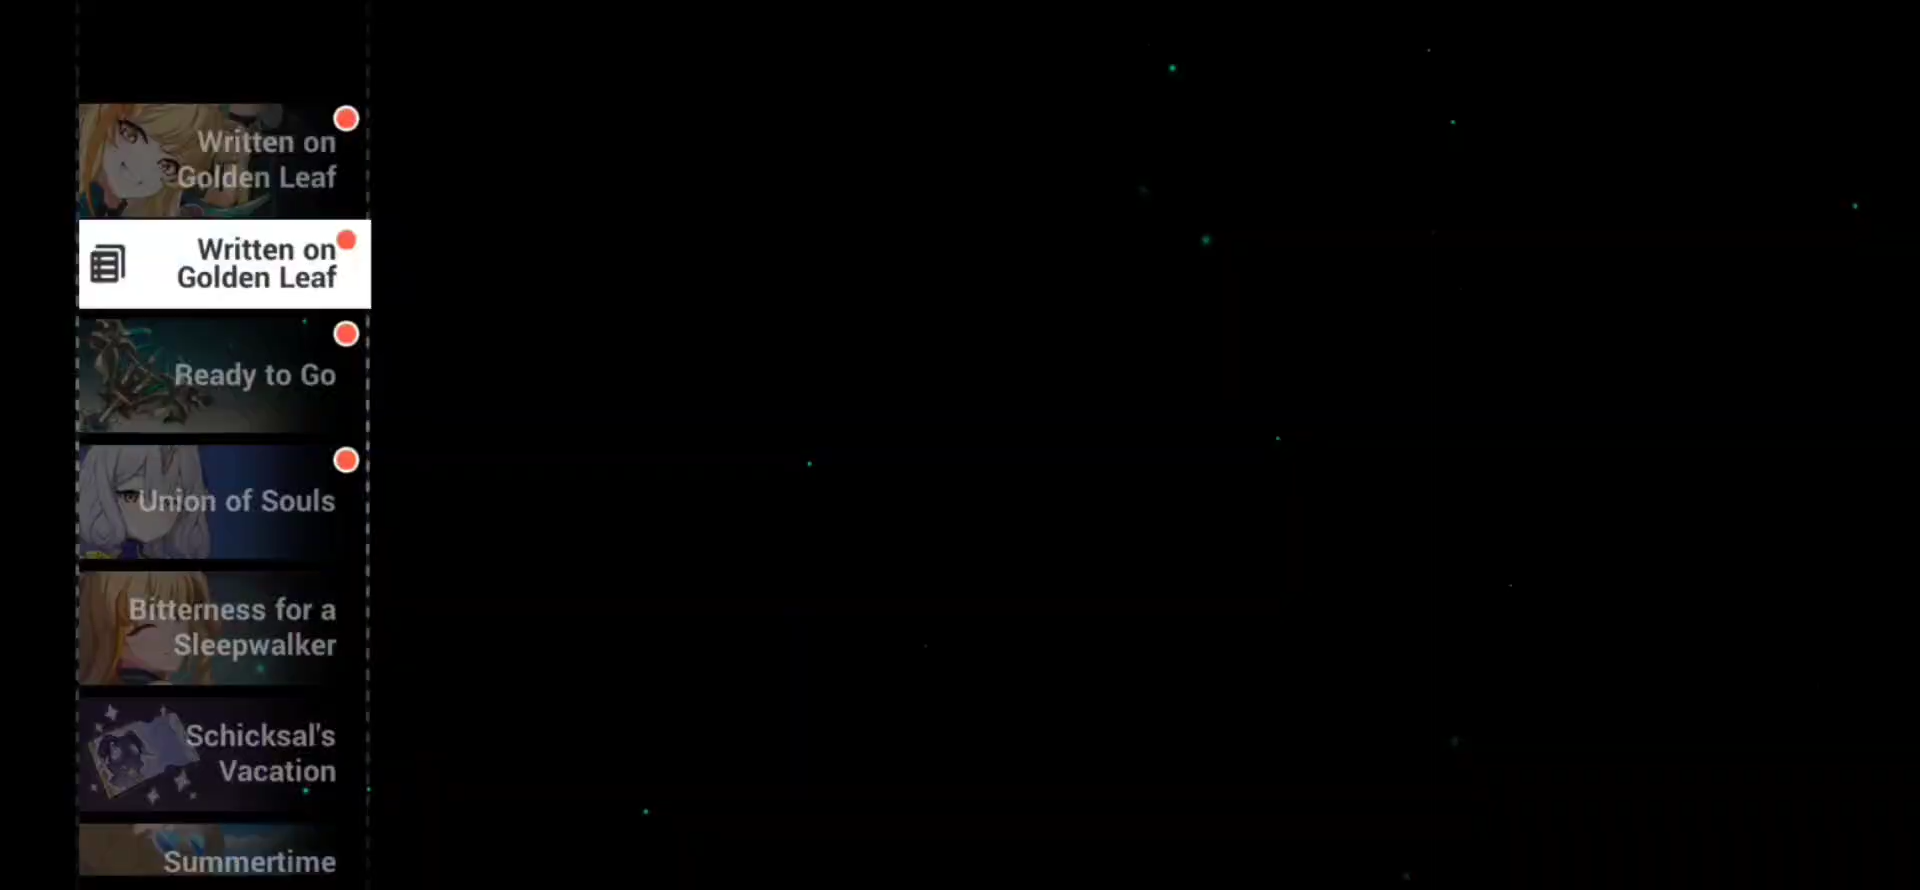 Written on
Golden Leaf
Written on
Golden Leaf
Ready to Go
Union of Souls
Bitterness for a
Sleepwalker
Schicksal's
Vacation
Summertime